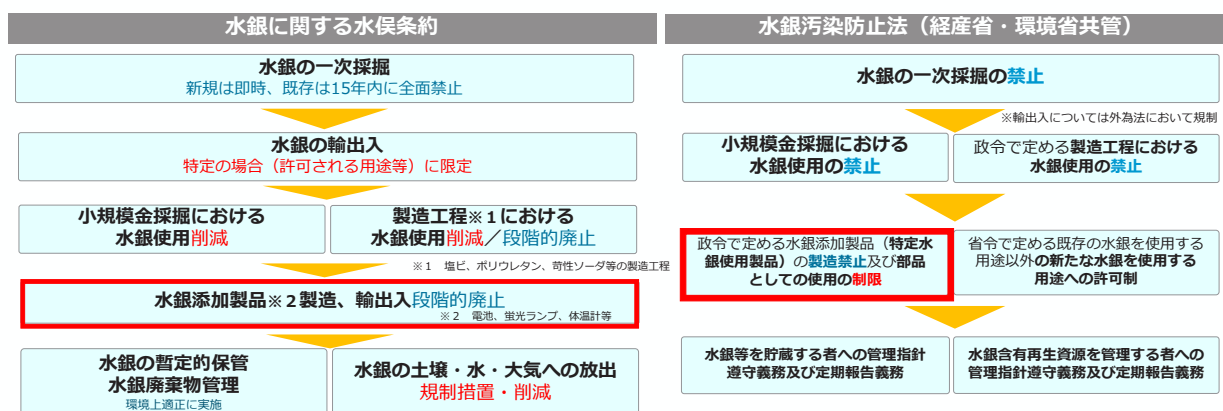 水銀に関する水俣条約
水銀の一次採掘
新規は即時、既存は15年内に全面禁止
水銀の輸出入
特定の場合（許可される用途等）に限定
小規模金採掘における
水銀使用削減
製造工程※１における
水銀使用削減／段階的廃止
※１　塩ビ、ポリウレタン、苛性ソーダ等の製造工程
水銀添加製品※２製造、輸出入段階的廃止
※２　電池、蛍光ランプ、体温計等
水銀の暫定的保管
水銀廃棄物管理
環境上適正に実施
水銀の土壌・水・大気への放出
規制措置・削減
水銀汚染防止法（経産省・環境省共管）
水銀の一次採掘の禁止
※輸出入については外為法において規制
小規模金採掘における
水銀使用の禁止
政令で定める製造工程における
水銀使用の禁止
政令で定める水銀添加製品（特定水
銀使用製品）の製造禁止及び部品
としての使用の制限
省令で定める既存の水銀を使用する
用途以外の新たな水銀を使用する
用途への許可制
水銀等を貯蔵する者への管理指針
遵守義務及び定期報告義務
水銀含有再生資源を管理する者への
管理指針遵守義務及び定期報告義務